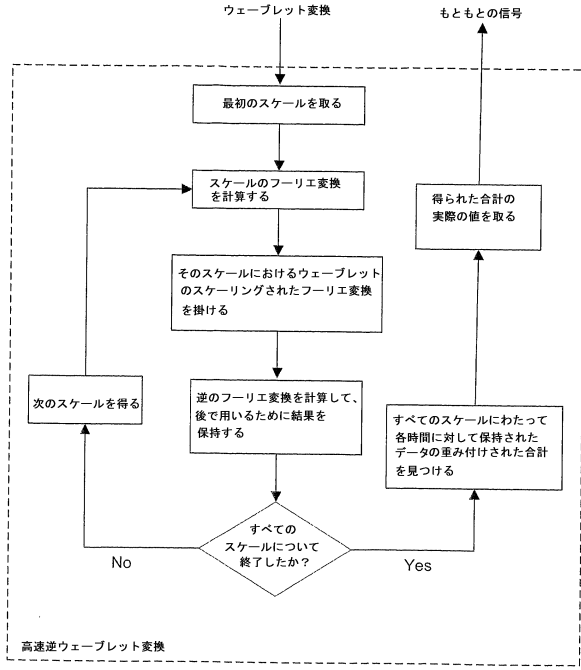 ウェーブレット変換
もともとの信号
最初のスケールを取る
スケールのフーリエ変換
を計算する
そのスケールにおけるウェーブレット
のスケーリングされたフーリエ変換
を掛ける
逆のフーリエ変換を計算して、
後で用いるために結果を
保持する
すべての
スケールについて
終了したか?
No
次のスケールを得る
Yes
すべてのスケールにわたって
各時間に対して保持された
データの重み付けされた合計
を見つける
得られた合計の
実際の値を取る
高速逆ウェーブレット変換